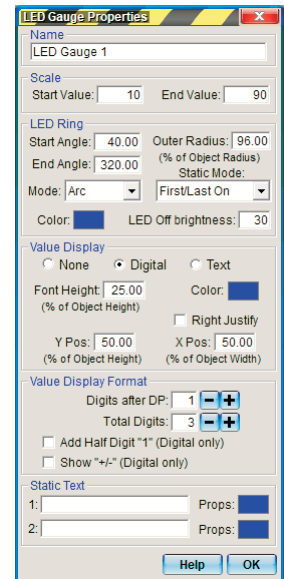 LED Gauge Properties X
Name
LED Gauge 1
Scale
Start Value: 10 End Value: 90
LED Ring
Start Angle: 40.00 Outer Radius: 96.00
(% of Object Radius)
End Angle: 320.00 Static Mode:
Mode: Arc First/Last On
Color: LED Off brightness: 30
Value Display
None Digital Text
Font Height: 25.00 Color:
(% of Object Height)
Right Justify
Y Pos: 50.00 X Pos: 50.00
(% of Object Height) (% of Object Width)
Value Display Format
Digits after DP: 1 - +
Total Digits: 3 - +
Add Half Digit "1" (Digital only)
Show "+/-" (Digital only)
Static Text
1: Props:
2: Props:
Help OK